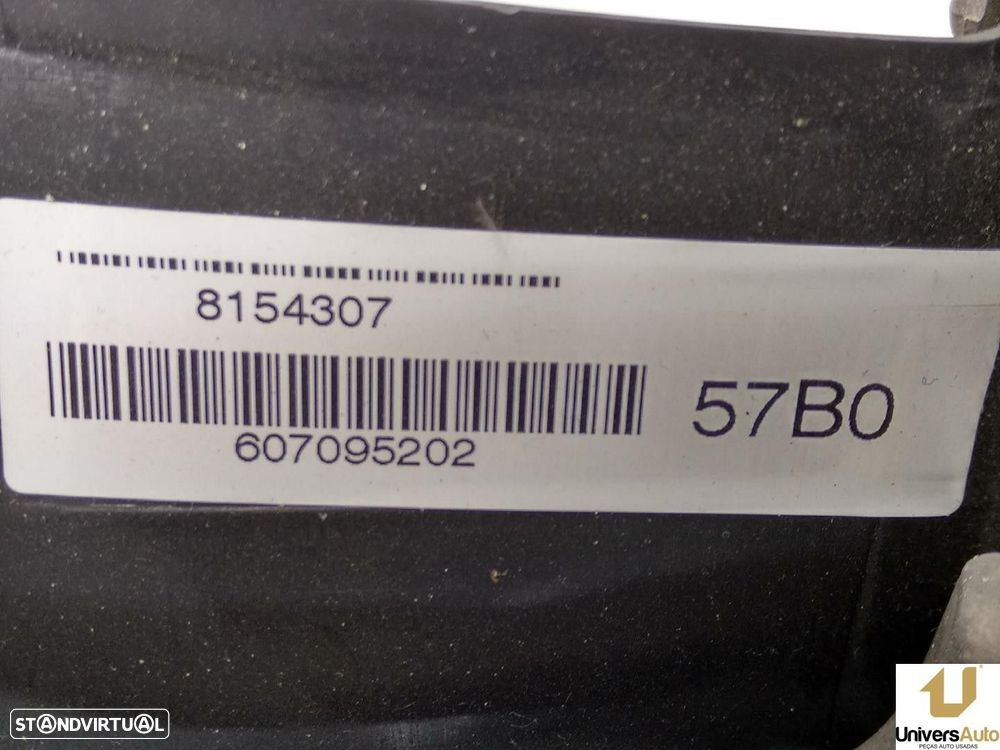 8154307
607095202
57B0
STANDVIRTUAL
UniversAuto
PEÇAS AUTO USADAS